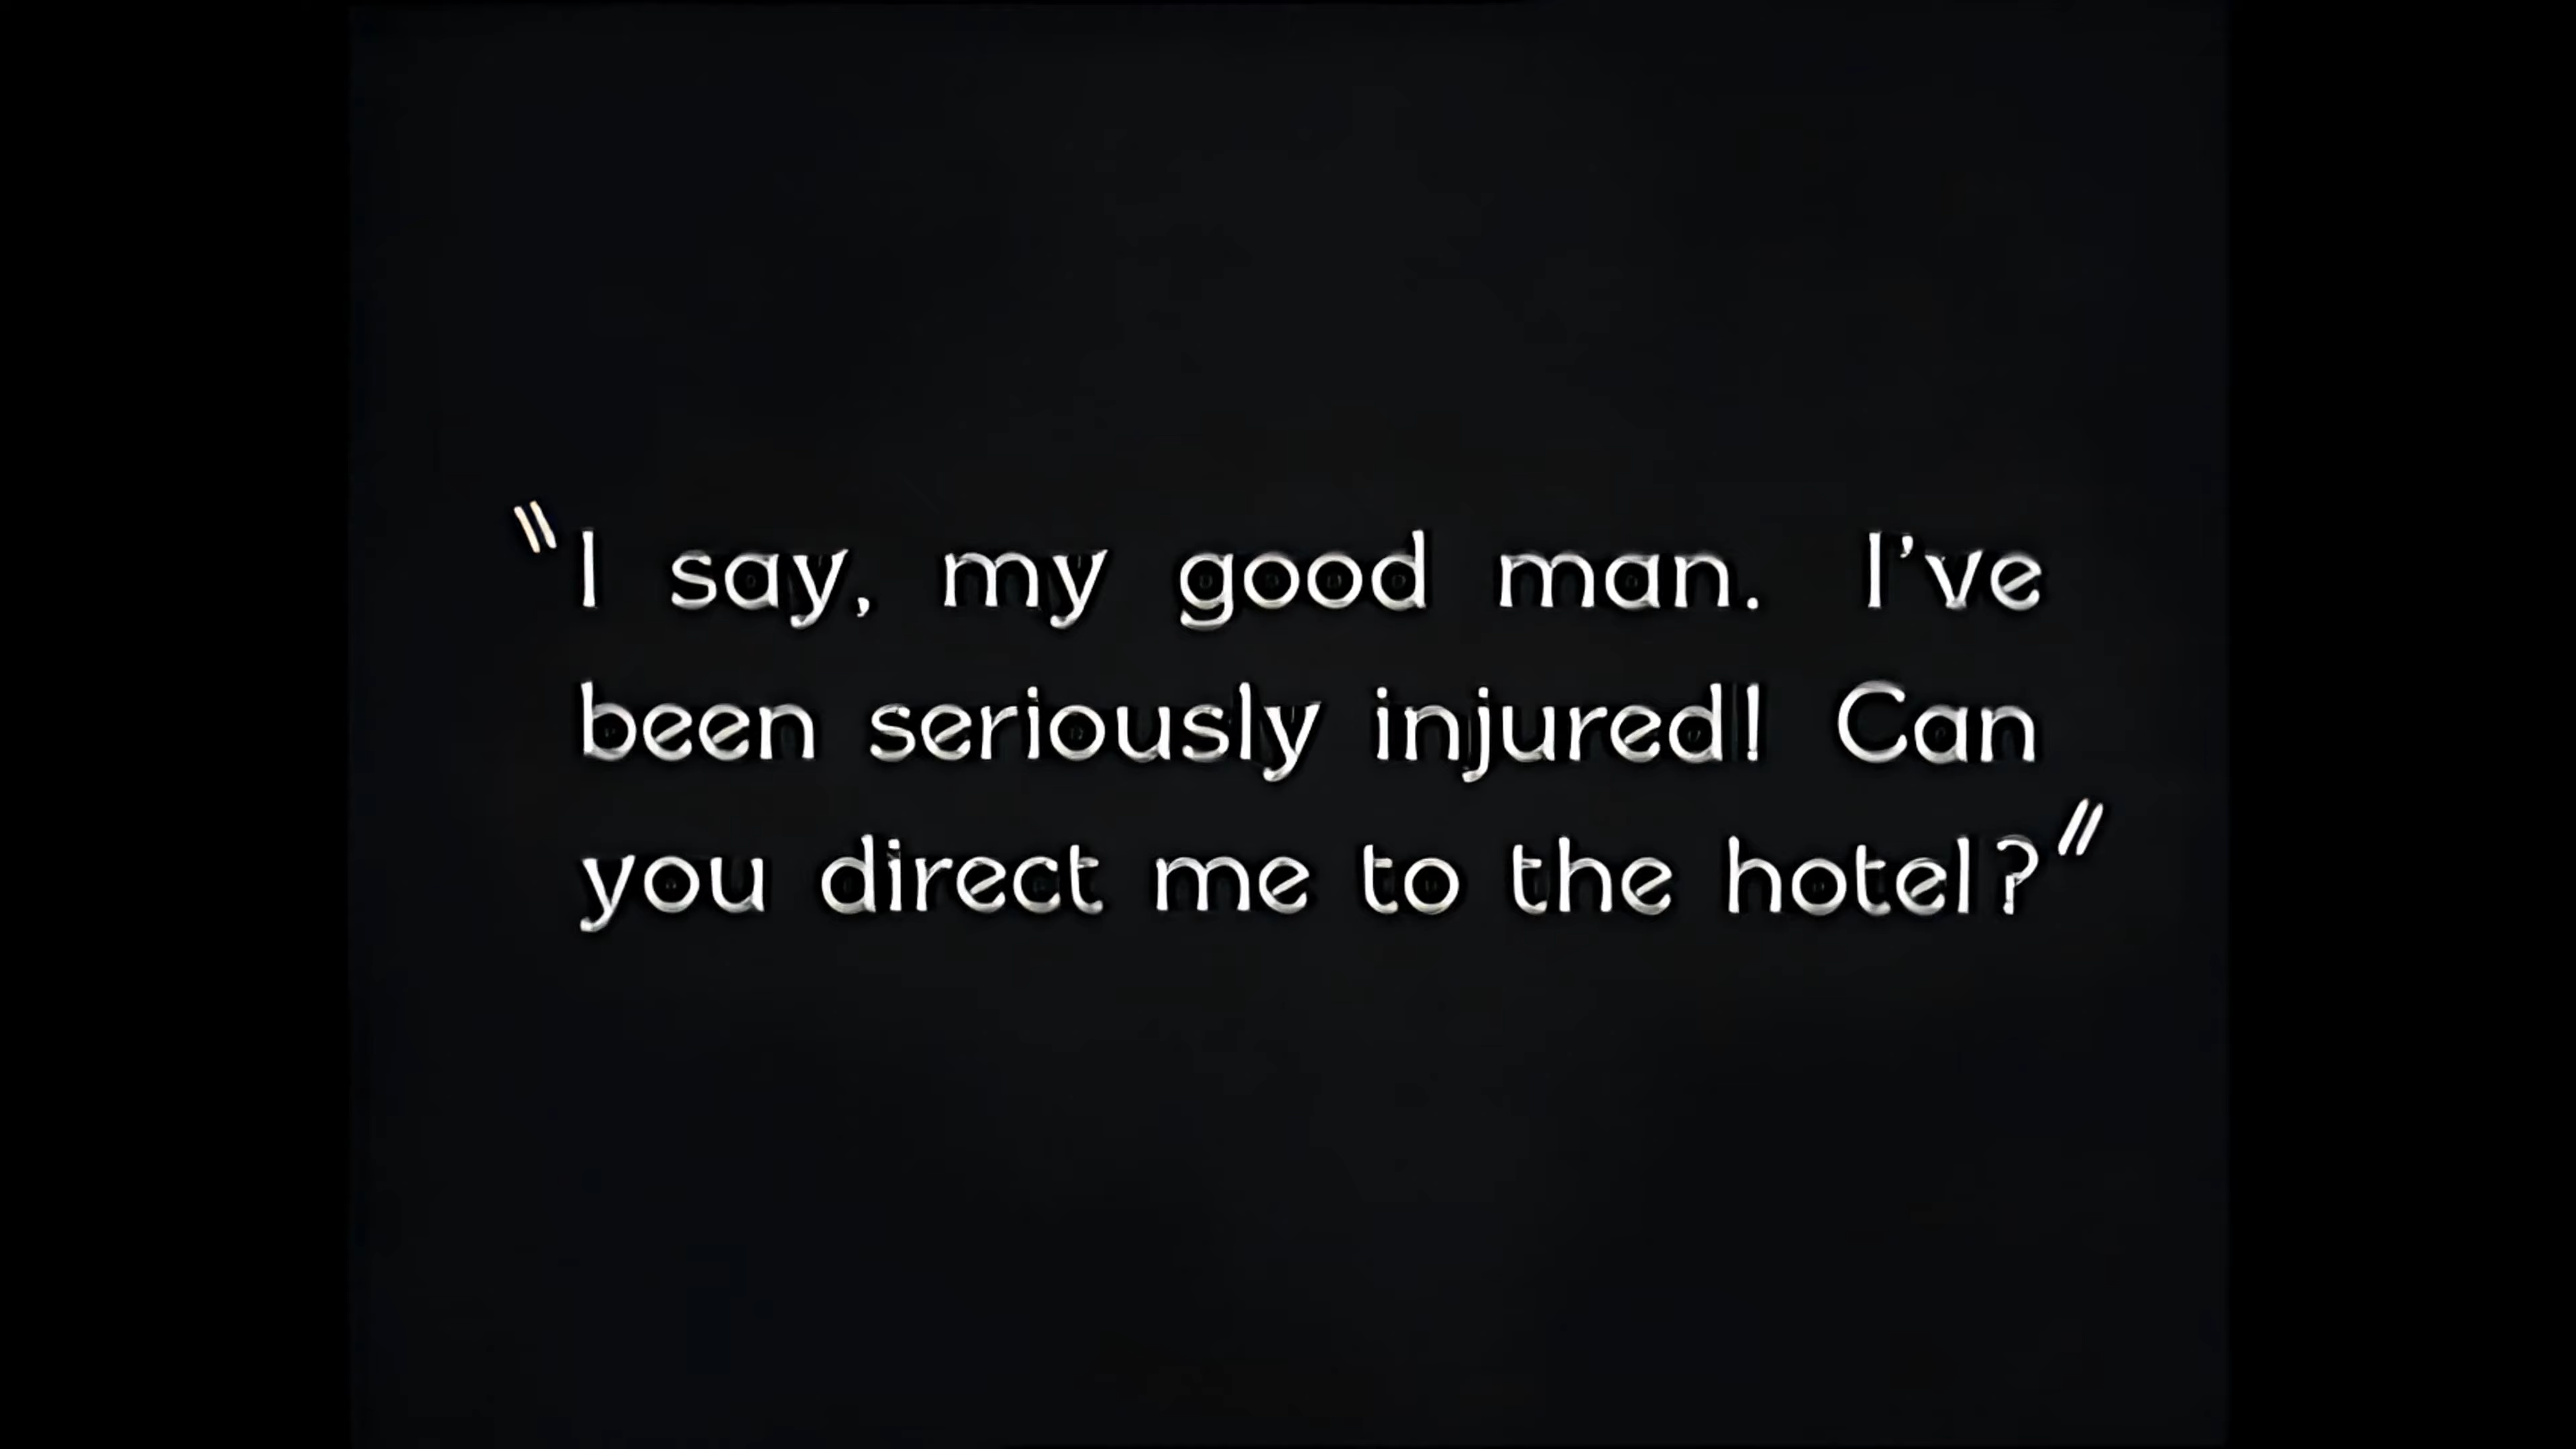 "I say, my good man. I've
been seriously injured! Can
you direct me to the hotel?"